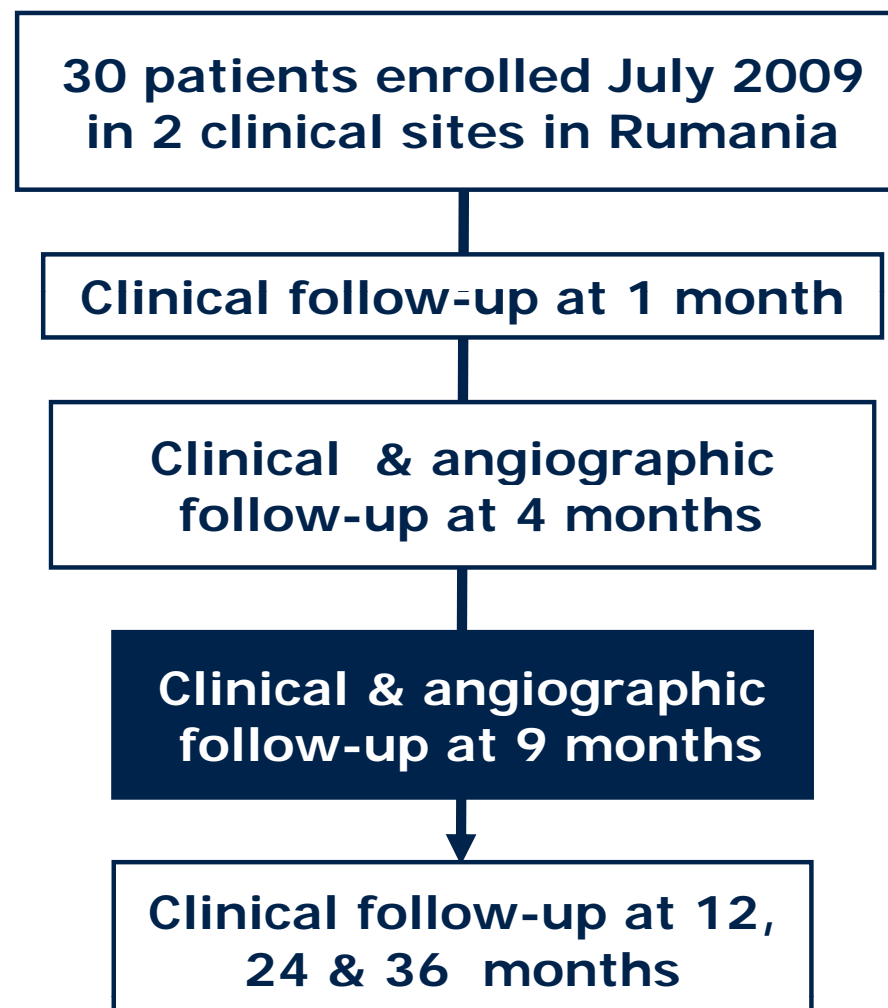 30 patients enrolled July 2009
in 2 clinical sites in Rumania
Clinical follow-up at 1 month
Clinical & angiographic
follow-up at 4 months
Clinical & angiographic
follow-up at 9 months
Clinical follow-up at 12,
24 & 36 months